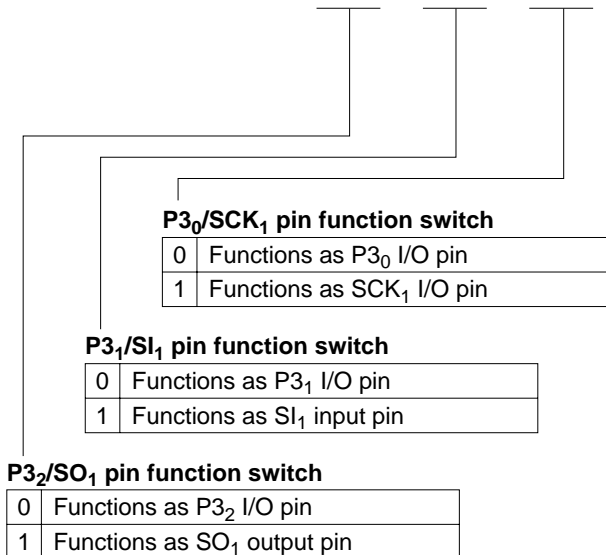 P3₀/SCK₁ pin function switch
0 Functions as P3₀ I/O pin
1 Functions as SCK₁ I/O pin
P3₁/SI₁ pin function switch
0 Functions as P3₁ I/O pin
1 Functions as SI₁ input pin
P3₂/SO₁ pin function switch
0 Functions as P3₂ I/O pin
1 Functions as SO₁ output pin